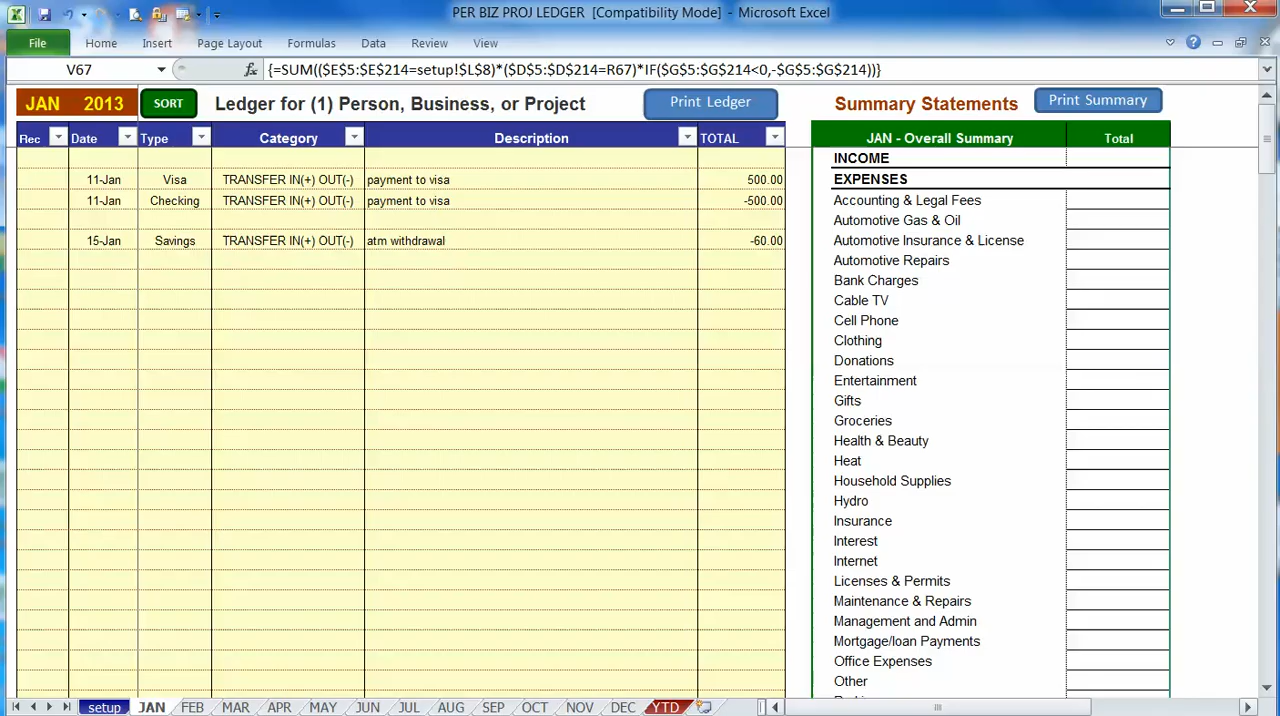 PER BIZ PROJ LEDGER [Compatibility Mode] - Microsoft Excel
File Home Insert Page Layout Formulas Data Review View
V67 fx {=SUM(($E$5:$E$214=setup!$L$8)*($D$5:$D$214=R67)*IF($G$5:$G$214<0,-$G$5:$G$214))}
JAN 2013 SORT Ledger for (1) Person, Business, or Project Print Ledger Summary Statements Print Summary
Rec Date Type Category Description TOTAL JAN - Overall Summary Total
INCOME
11-Jan Visa TRANSFER IN(+) OUT(-) payment to visa 500.00 EXPENSES
11-Jan Checking TRANSFER IN(+) OUT(-) payment to visa -500.00 Accounting & Legal Fees
Automotive Gas & Oil
15-Jan Savings TRANSFER IN(+) OUT(-) atm withdrawal -60.00 Automotive Insurance & License
Automotive Repairs
Bank Charges
Cable TV
Cell Phone
Clothing
Donations
Entertainment
Gifts
Groceries
Health & Beauty
Heat
Household Supplies
Hydro
Insurance
Interest
Internet
Licenses & Permits
Maintenance & Repairs
Management and Admin
Mortgage/loan Payments
Office Expenses
Other
setup JAN FEB MAR APR MAY JUN JUL AUG SEP OCT NOV DEC YTD